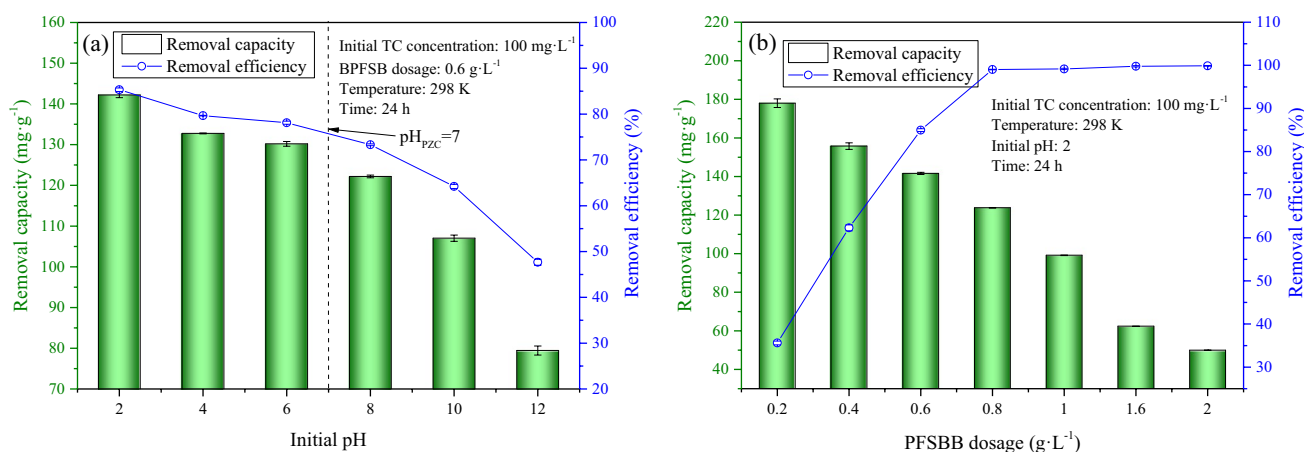 (a)
Removal capacity
Removal efficiency
Initial TC concentration: 100 mg·L⁻¹
BPFSB dosage: 0.6 g·L⁻¹
Temperature: 298 K
Time: 24 h
pH_PZC=7
Removal capacity (mg·g⁻¹)
160
150
140
130
120
110
100
90
80
70
Removal efficiency (%)
100
90
80
70
60
50
40
30
20
2 4 6 8 10 12
Initial pH
(b)
Removal capacity
Removal efficiency
Initial TC concentration: 100 mg·L⁻¹
Temperature: 298 K
Initial pH: 2
Time: 24 h
Removal capacity (mg·g⁻¹)
220
200
180
160
140
120
100
80
60
40
Removal efficiency (%)
110
100
90
80
70
60
50
40
30
0.2 0.4 0.6 0.8 1 1.6 2
PFSBB dosage (g·L⁻¹)